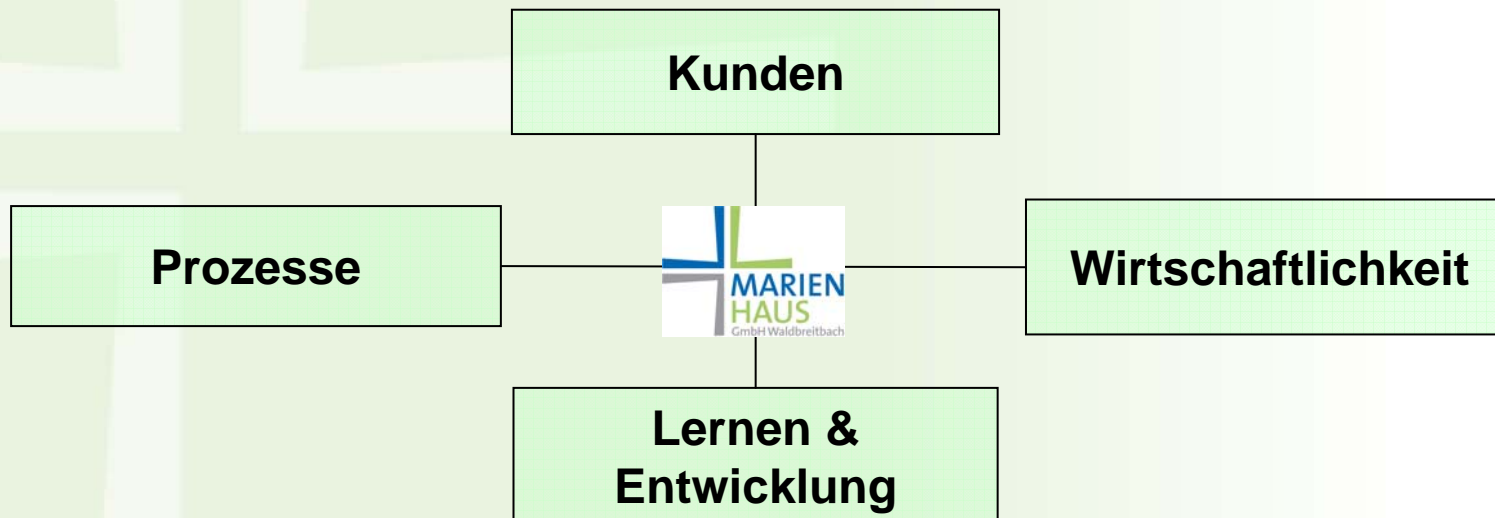 Kunden
Prozesse
MARIEN
HAUS
GmbH Waldbreitbach
Wirtschaftlichkeit
Lernen &
Entwicklung